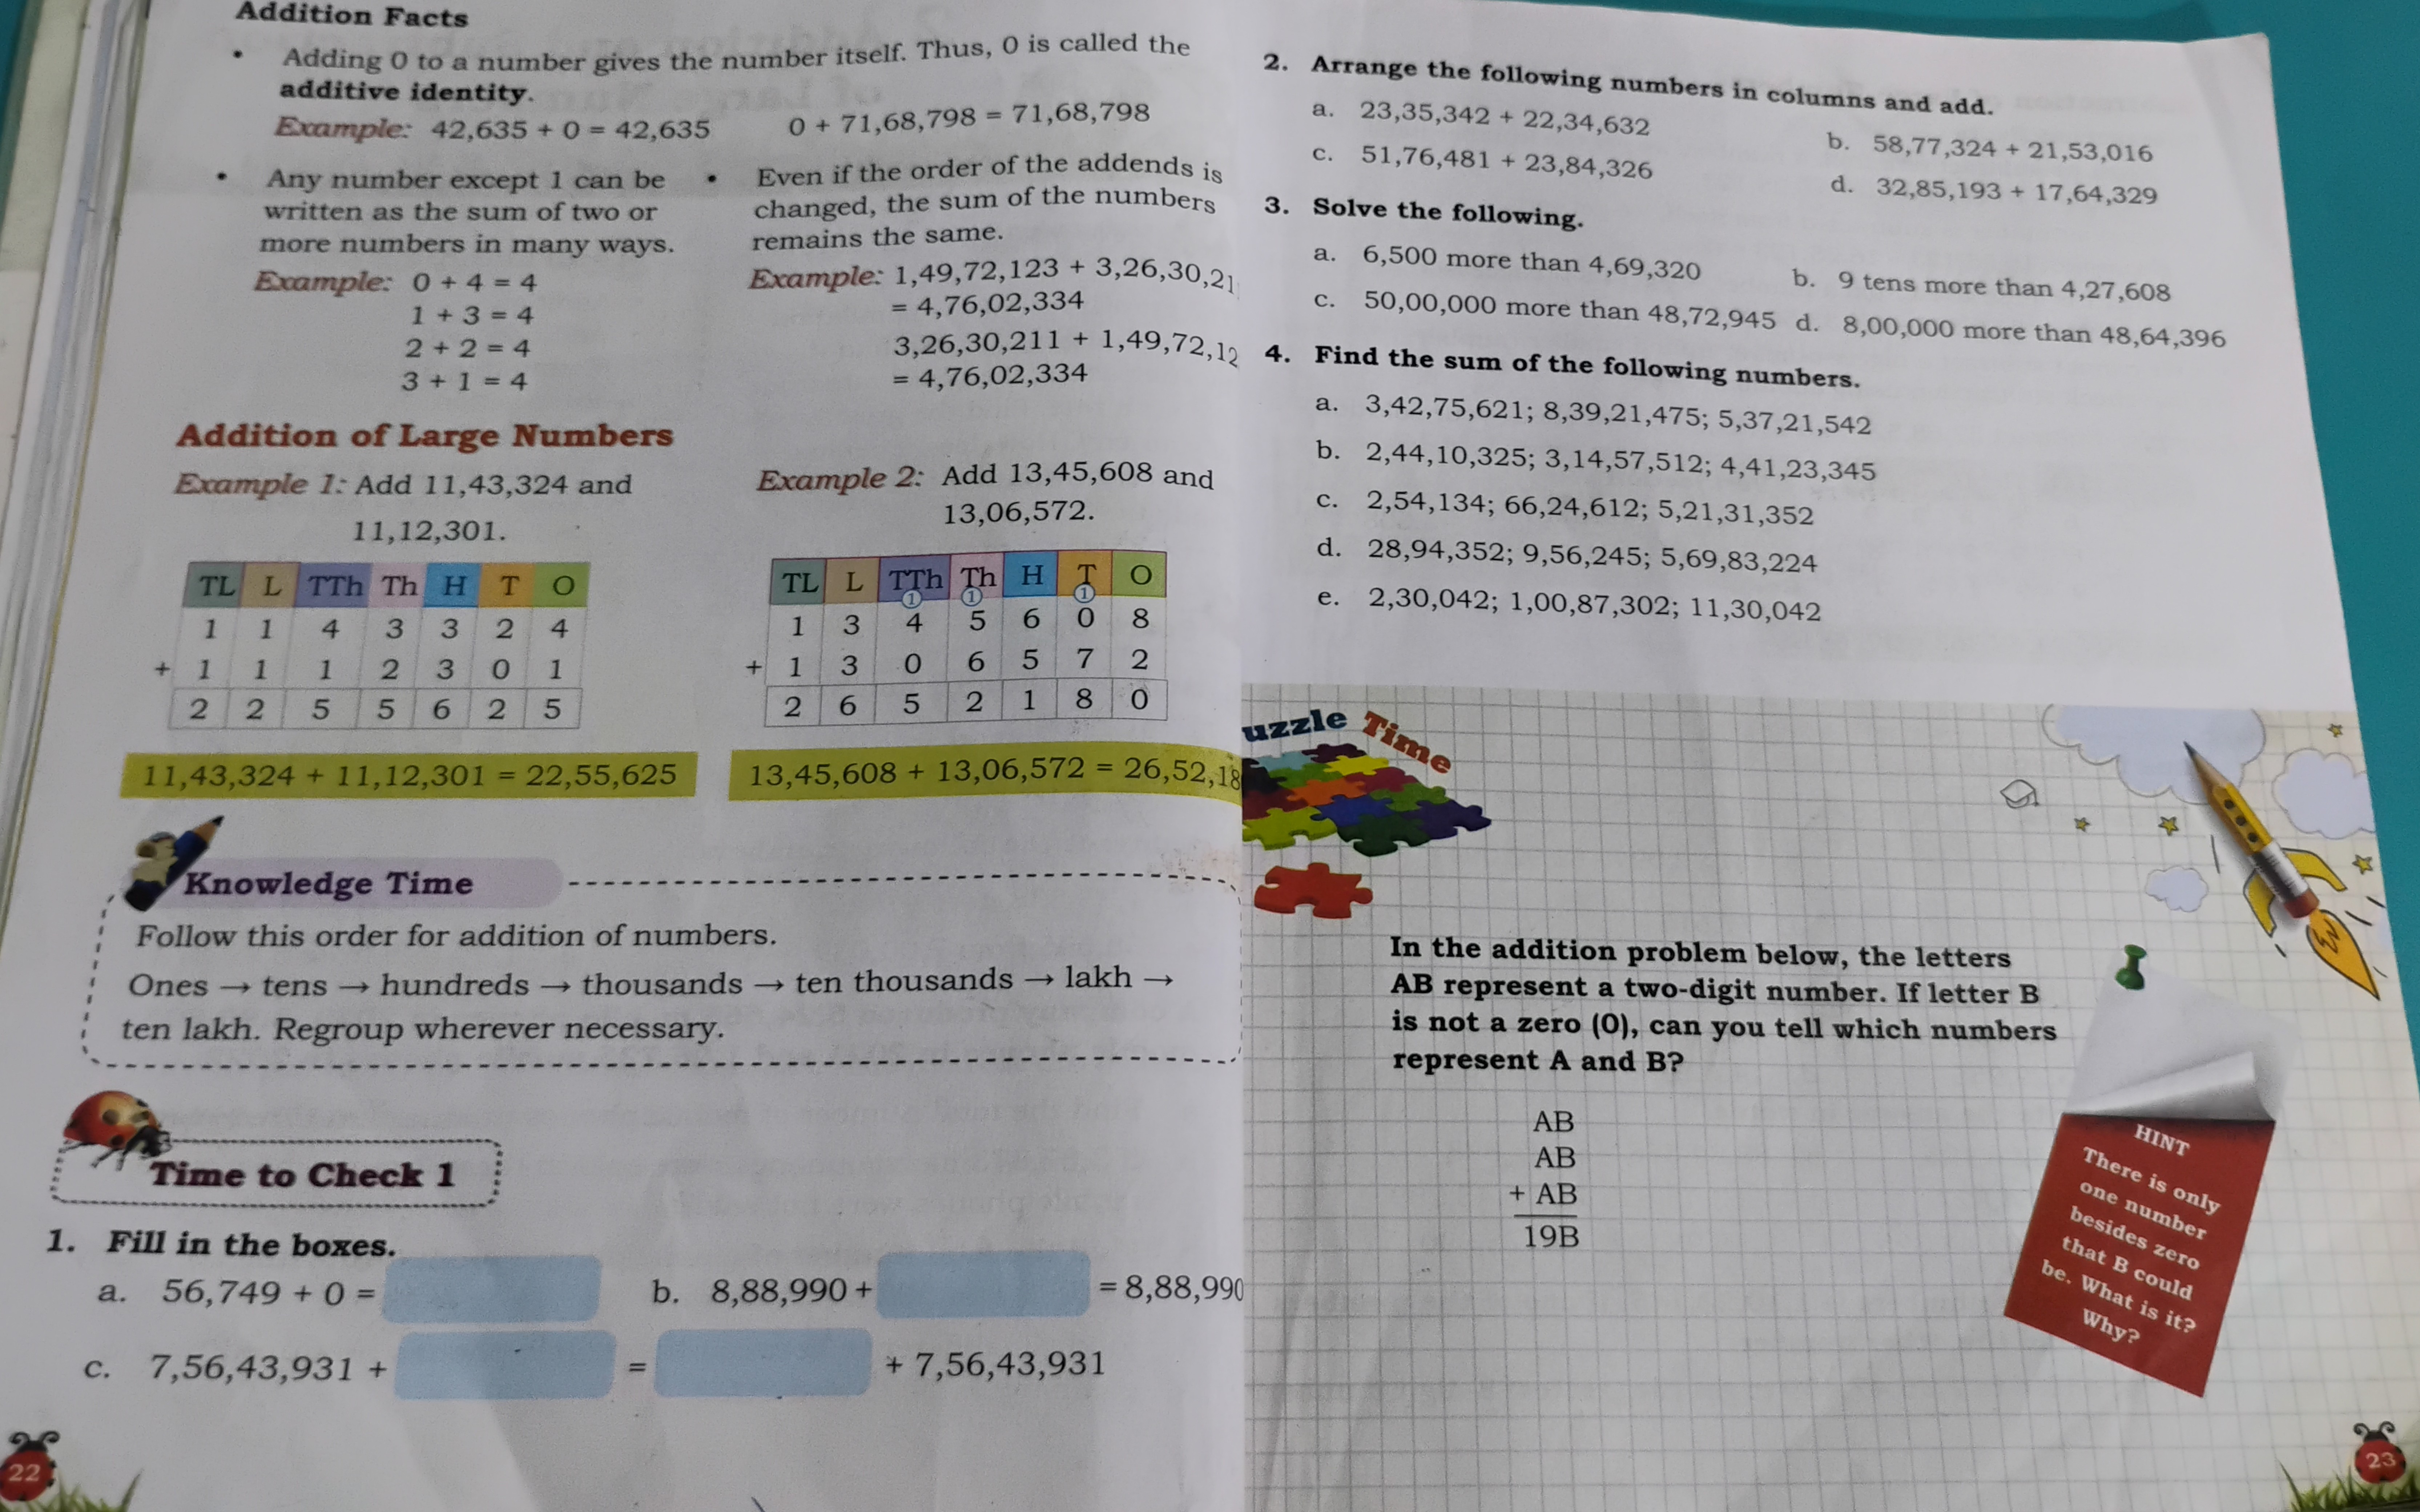 Addition Facts
• Adding 0 to a number gives the number itself. Thus, 0 is called the
additive identity.
Example: 42,635 + 0 = 42,635 0 + 71,68,798 = 71,68,798
• Any number except 1 can be
written as the sum of two or
more numbers in many ways.
Example: 0 + 4 = 4
1 + 3 = 4
2 + 2 = 4
3 + 1 = 4
• Even if the order of the addends is
changed, the sum of the numbers
remains the same.
Example: 1,49,72,123 + 3,26,30,21
= 4,76,02,334
3,26,30,211 + 1,49,72,12
= 4,76,02,334
Addition of Large Numbers
Example 1: Add 11,43,324 and
11,12,301.
TL L TTh Th H T O
1 1 4 3 3 2 4
+ 1 1 1 2 3 0 1
2 2 5 5 6 2 5
11,43,324 + 11,12,301 = 22,55,625
Example 2: Add 13,45,608 and
13,06,572.
TL L TTh Th H T O
1 1 1
1 3 4 5 6 0 8
+ 1 3 0 6 5 7 2
2 6 5 2 1 8 0
13,45,608 + 13,06,572 = 26,52,18
Knowledge Time
Follow this order for addition of numbers.
Ones → tens → hundreds → thousands → ten thousands → lakh →
ten lakh. Regroup wherever necessary.
Time to Check 1
1. Fill in the boxes.
a. 56,749 + 0 =
b. 8,88,990 + = 8,88,990
c. 7,56,43,931 + = + 7,56,43,931
22
2. Arrange the following numbers in columns and add.
a. 23,35,342 + 22,34,632
b. 58,77,324 + 21,53,016
c. 51,76,481 + 23,84,326
d. 32,85,193 + 17,64,329
3. Solve the following.
a. 6,500 more than 4,69,320
b. 9 tens more than 4,27,608
c. 50,00,000 more than 48,72,945
d. 8,00,000 more than 48,64,396
4. Find the sum of the following numbers.
a. 3,42,75,621; 8,39,21,475; 5,37,21,542
b. 2,44,10,325; 3,14,57,512; 4,41,23,345
c. 2,54,134; 66,24,612; 5,21,31,352
d. 28,94,352; 9,56,245; 5,69,83,224
e. 2,30,042; 1,00,87,302; 11,30,042
uzzle Time
In the addition problem below, the letters
AB represent a two-digit number. If letter B
is not a zero (0), can you tell which numbers
represent A and B?
AB
AB
+ AB
19B
HINT
There is only
one number
besides zero
that B could
be. What is it?
Why?
23